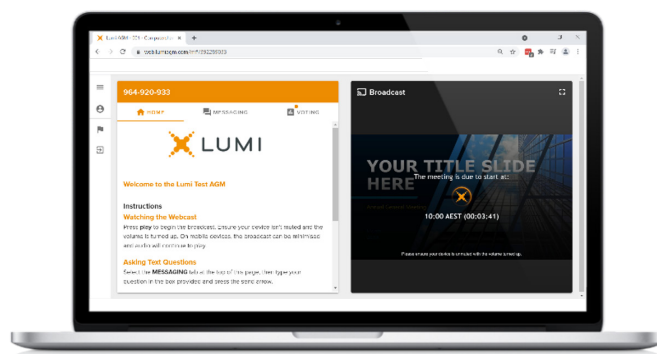 964-920-933
HOME
MESSAGING
VOTING
LUMI
Welcome to the Lumi Test AGM
Instructions
Watching the Webcast
Press play to begin the broadcast. Ensure your device isn't muted and the
volume is turned up. On mobile devices, the broadcast can be minimised
and audio will continue to play.
Asking Text Questions
Select the MESSAGING tab at the top of this page, then type your
question in the box provided and press the send arrow.
Broadcast
YOUR TITLE SLIDE
HERE
The meeting is due to start at:
10:00 AEST (00:03:41)
Please ensure your device is unmuted with the volume turned up.